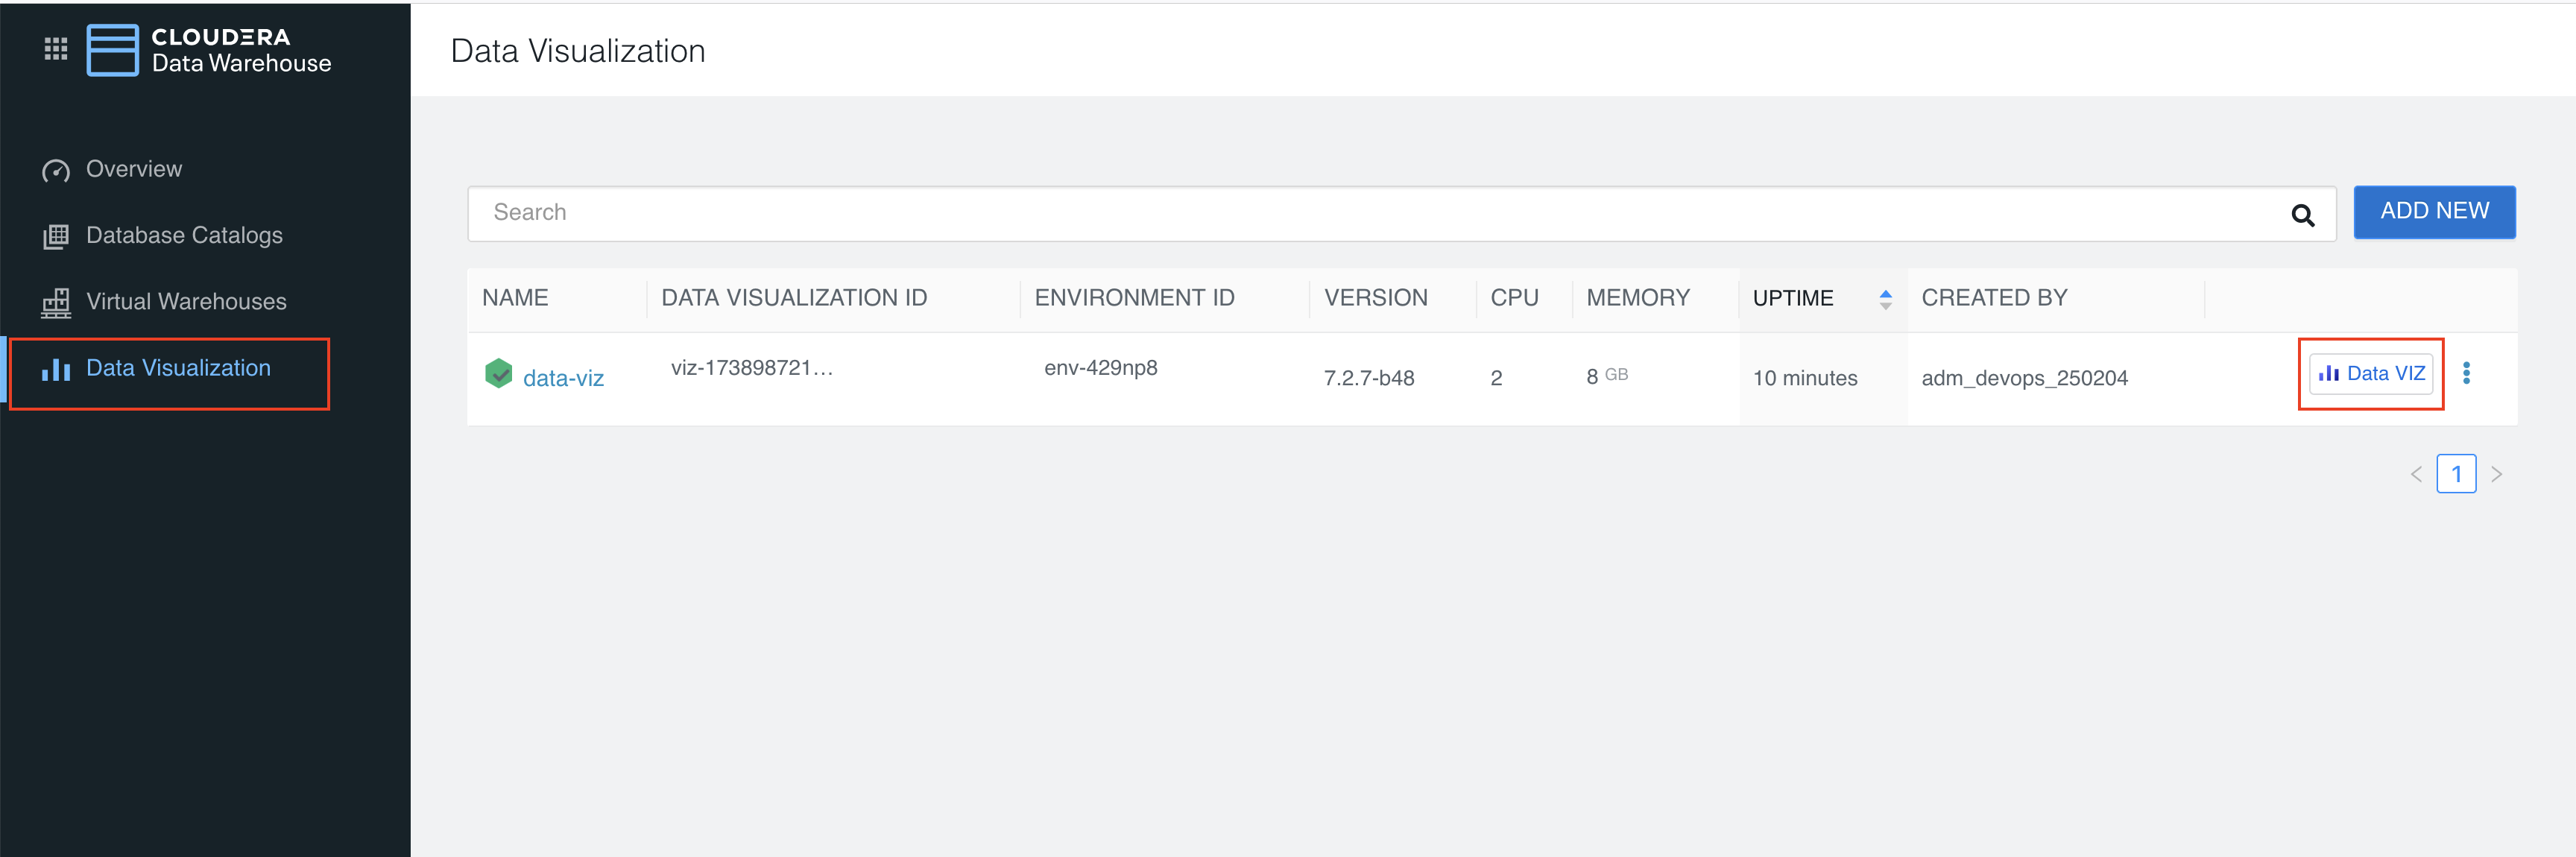 CLOUDERA
Data Warehouse
Overview
Database Catalogs
Virtual Warehouses
Data Visualization
Data Visualization
Search
ADD NEW
NAME DATA VISUALIZATION ID ENVIRONMENT ID VERSION CPU MEMORY UPTIME CREATED BY
data-viz viz-173898721... env-429np8 7.2.7-b48 2 8 GB 10 minutes adm_devops_250204 Data VIZ
< 1 >